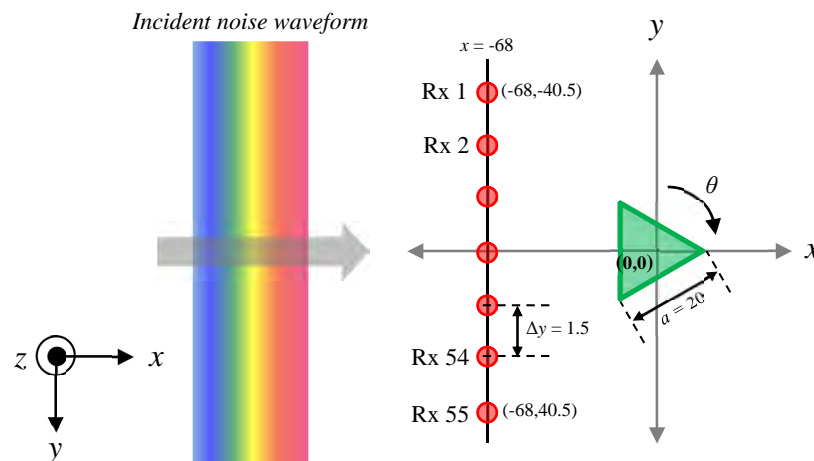 Incident noise waveform
x = -68
y
Rx 1
(-68,-40.5)
Rx 2
θ
x
(0,0)
a = 20
Δy = 1.5
z
x
Rx 54
y
Rx 55
(-68,40.5)